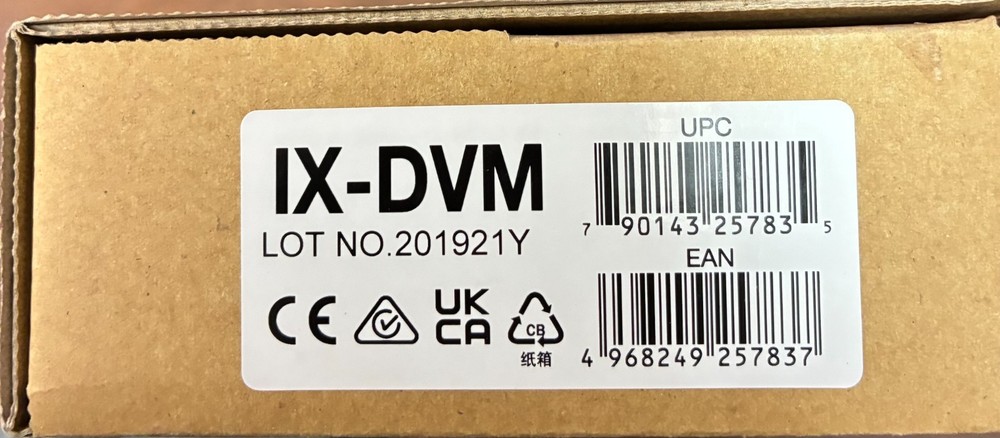 IX-DVM
LOT NO.201921Y
CE
UK
CA
CB
纸箱
UPC
7 90143 25783 5
EAN
4 968249 257837